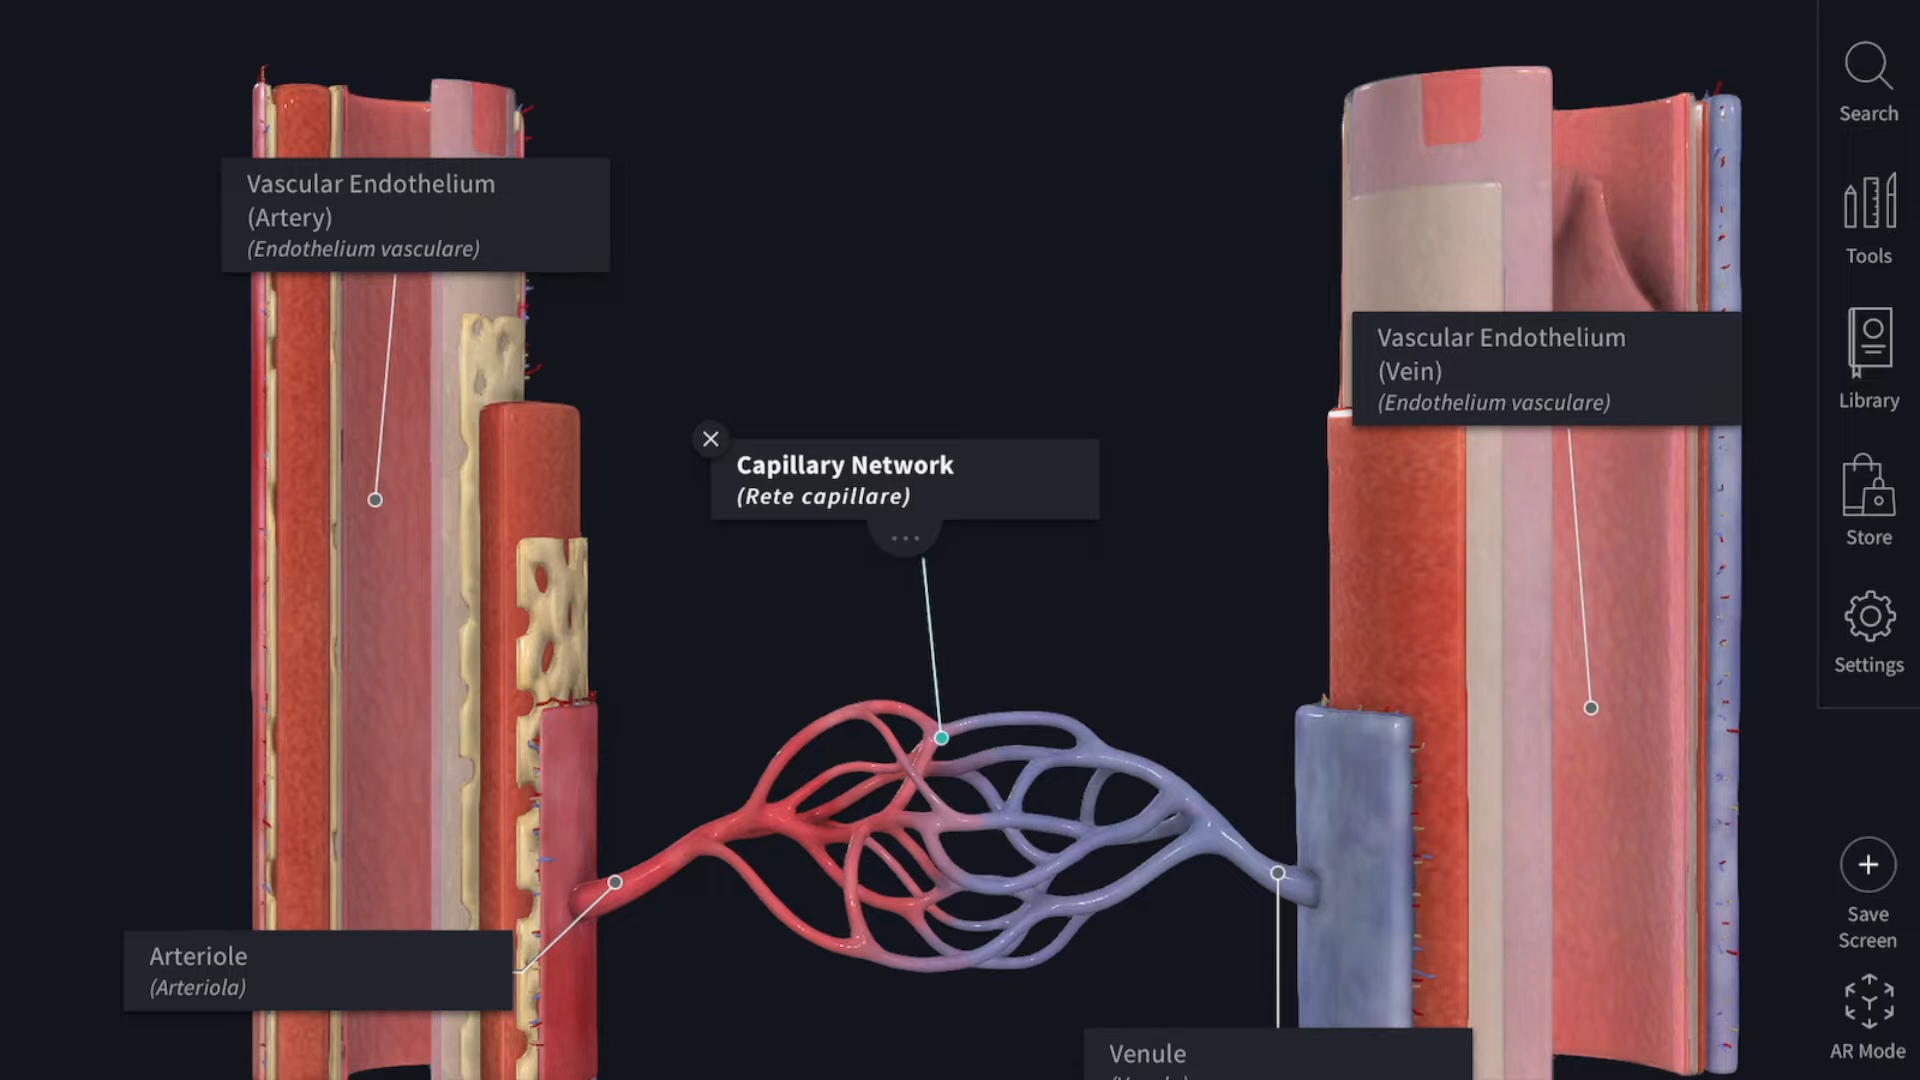 Vascular Endothelium
(Artery)
(Endothelium vasculare)
Vascular Endothelium
(Vein)
(Endothelium vasculare)
Capillary Network
(Rete capillare)
Arteriole
(Arteriola)
Venule
Search
Tools
Library
Store
Settings
Save
Screen
AR Mode